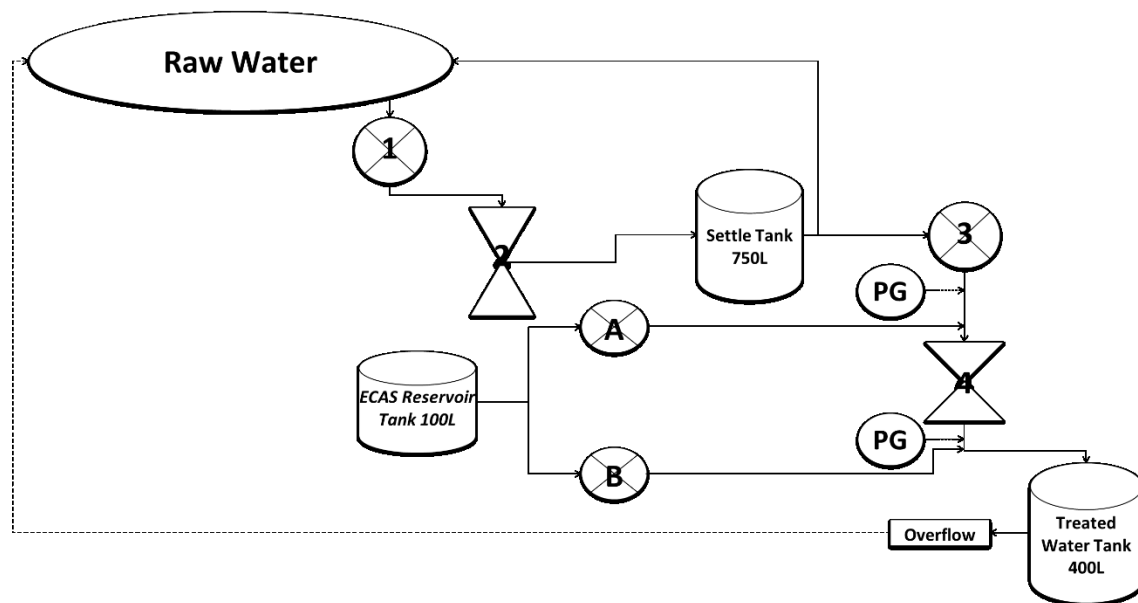 Raw Water
1
2
Settle Tank
750L
3
PG
A
4
ECAS Reservoir
Tank 100L
PG
B
Treated
Water Tank
400L
Overflow